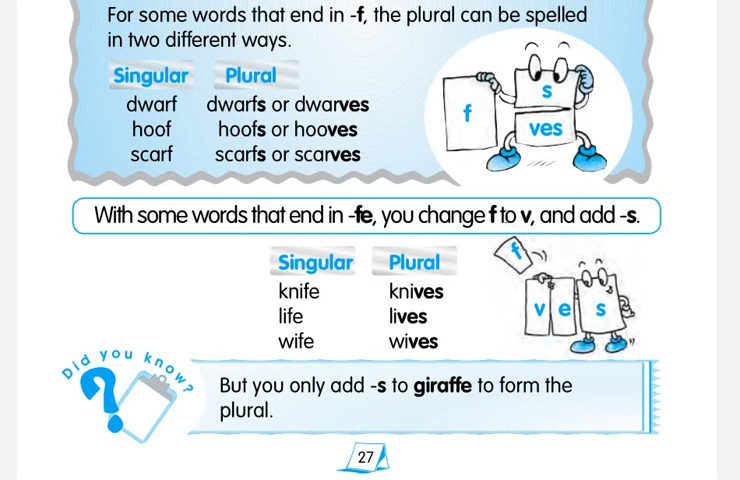 For some words that end in -f, the plural can be spelled
in two different ways.
Singular Plural
dwarf dwarfs or dwarves
hoof hoofs or hooves
scarf scarfs or scarves
f
s
ves
With some words that end in -fe, you change f to v, and add -s.
Singular Plural
knife knives
life lives
wife wives
f
v e s
Did you know?
But you only add -s to giraffe to form the
plural.
27